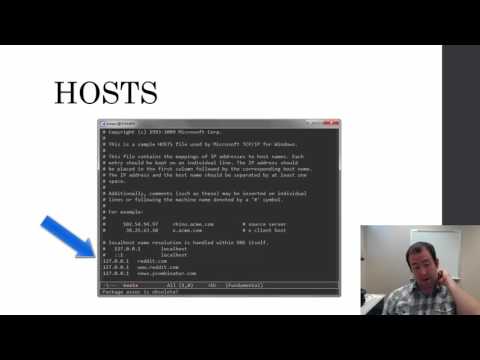 HOSTS
# Copyright (c) 1993-2009 Microsoft Corp.
#
# This is a sample HOSTS file used by Microsoft TCP/IP for Windows.
#
# This file contains the mappings of IP addresses to host names. Each
# entry should be kept on an individual line. The IP address should
# be placed in the first column followed by the corresponding host name.
# The IP address and the host name should be separated by at least one
# space.
#
# Additionally, comments (such as these) may be inserted on individual
# lines or following the machine name denoted by a '#' symbol.
#
# For example:
#
# 102.54.94.97 rhino.acme.com # source server
# 38.25.63.10 x.acme.com # x client host
# localhost name resolution is handled within DNS itself.
# 127.0.0.1 localhost
# ::1 localhost
127.0.0.1 reddit.com
127.0.0.1 www.reddit.com
127.0.0.1 news.ycombinator.com
hosts All (1,0) (Fundamental)
Package assoc is obsolete!